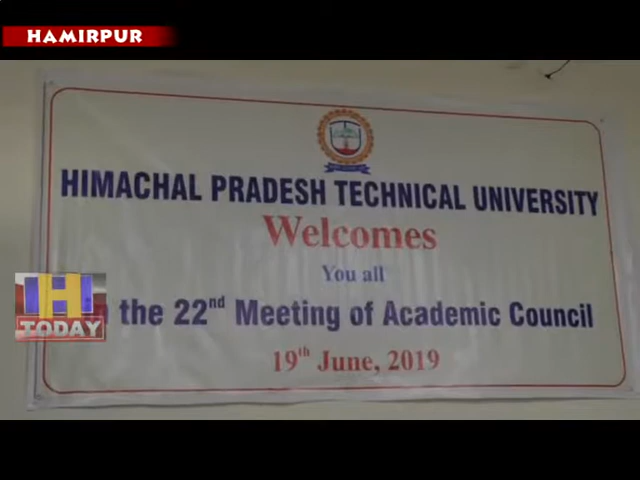 HAMIRPUR
HIMACHAL PRADESH TECHNICAL UNIVERSITY
Welcomes
You all
the 22nd Meeting of Academic Council
19th June, 2019
H
TODAY